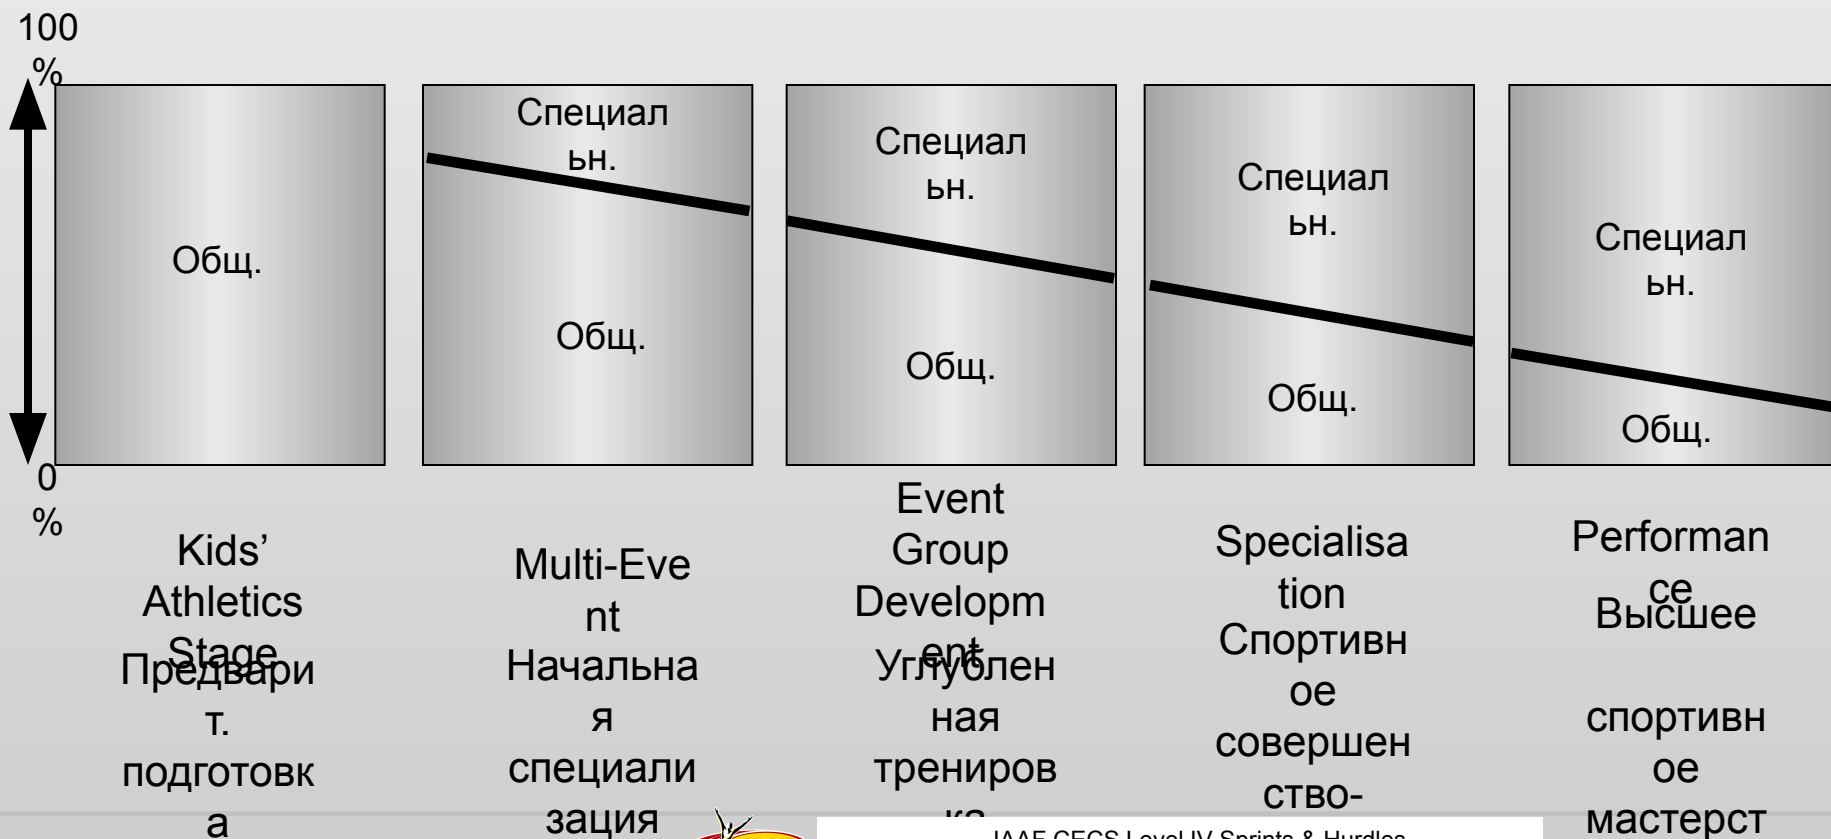 100
%
Общ.
Специал
ьн.
Общ.
Специал
ьн.
Общ.
Специал
ьн.
Общ.
Специал
ьн.
Общ.
0
%
Kids’
Athletics
Stage
Предвари
т.
подготовк
а
Multi-Eve
nt
Начальна
я
специали
зация
Event
Group
Developm
ent
Углублен
ная
трениров
ка
Specialisa
tion
Спортивн
ое
совершен
ство-
Performan
ce
Высшее
спортивн
ое
мастерст
IAAF CECS Level IV Sprints & Hurdles